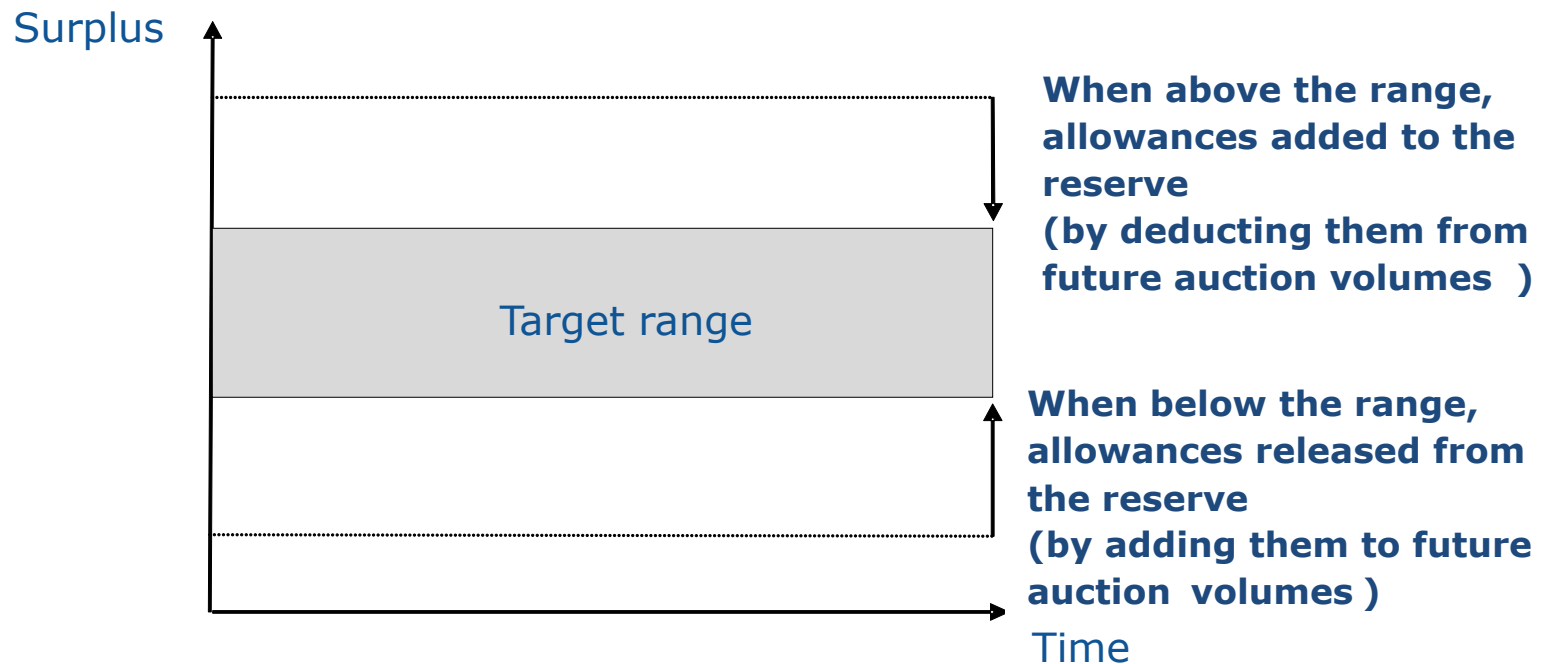 Surplus
When above the range,
allowances added to the
reserve
(by deducting them from
future auction volumes )
Target range
When below the range,
allowances released from
the reserve
(by adding them to future
auction volumes )
Time